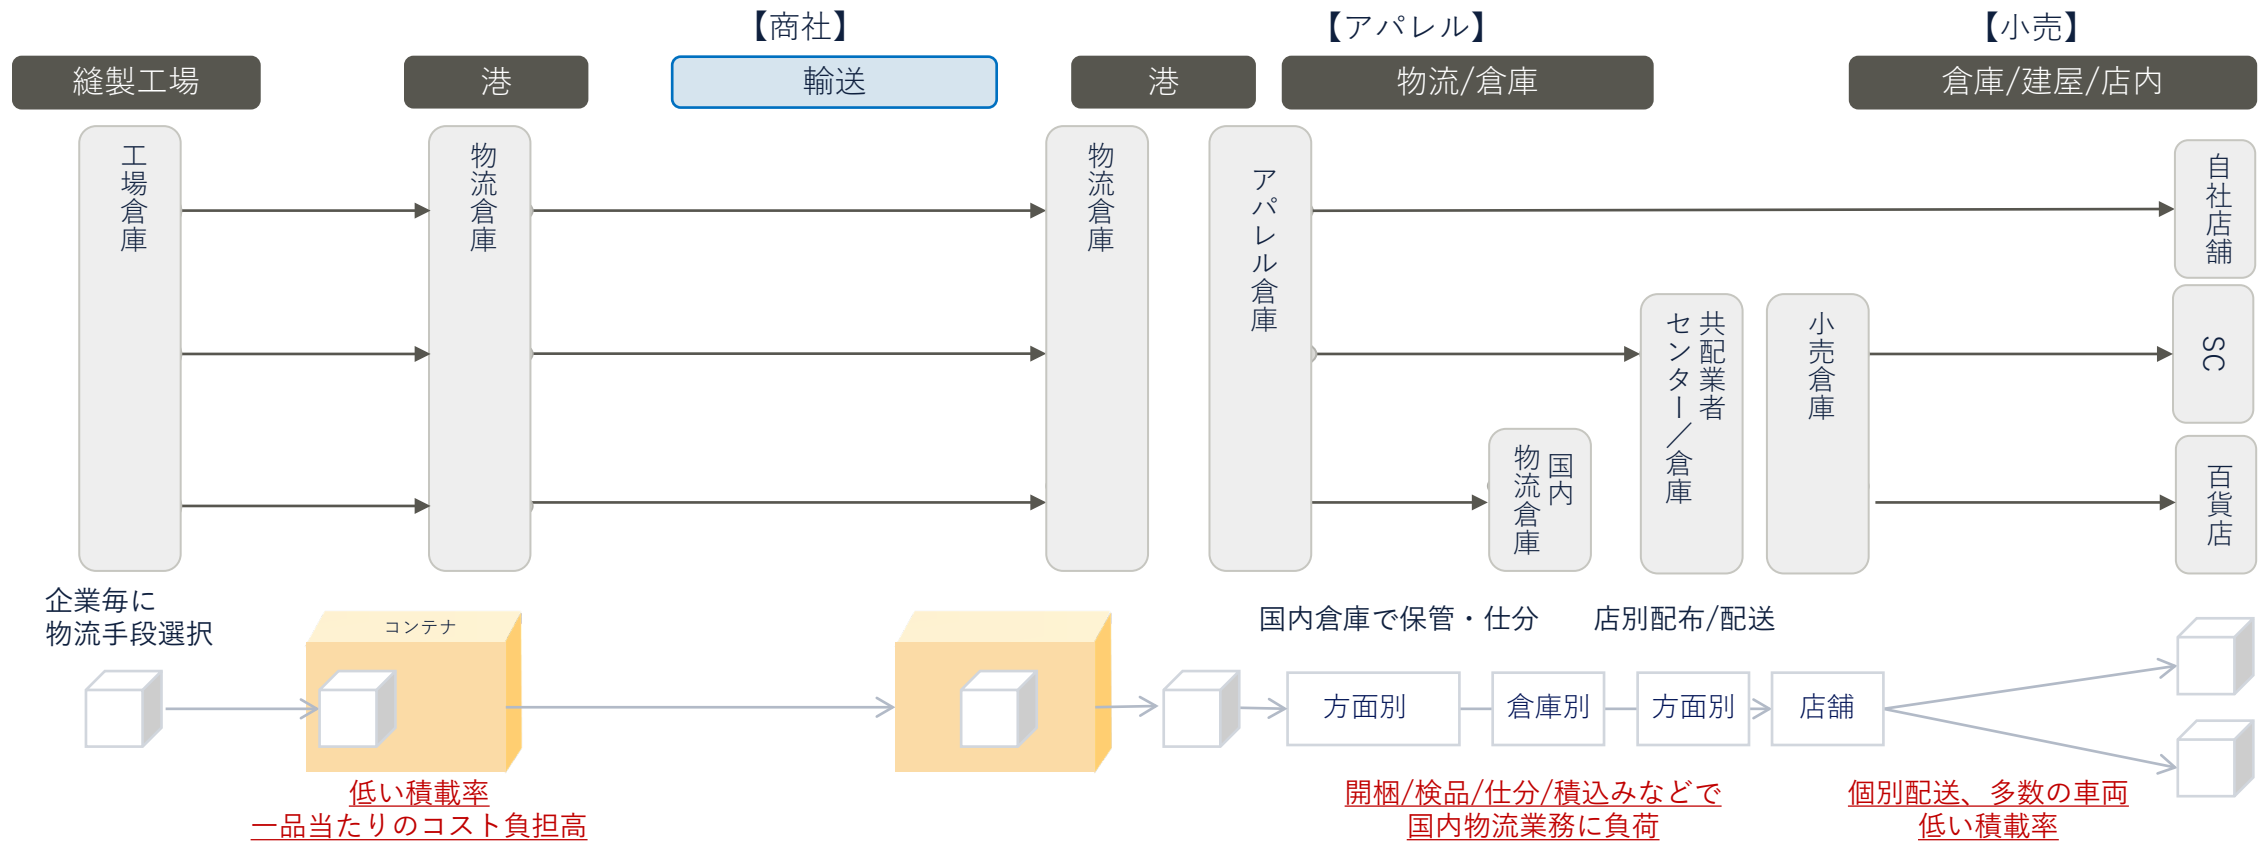 【商社】
【アパレル】
【小売】
縫製工場
港
輸送
港
物流/倉庫
倉庫/建屋/店内
工場倉庫
物流倉庫
物流倉庫
アパレル倉庫
国内
物流倉庫
共配業者
センター／倉庫
小売倉庫
自社店舗
SC
百貨店
企業毎に
物流手段選択
コンテナ
国内倉庫で保管・仕分
店別配布/配送
方面別
倉庫別
方面別
店舗
低い積載率
一品当たりのコスト負担高
開梱/検品/仕分/積込みなどで
国内物流業務に負荷
個別配送、多数の車両
低い積載率